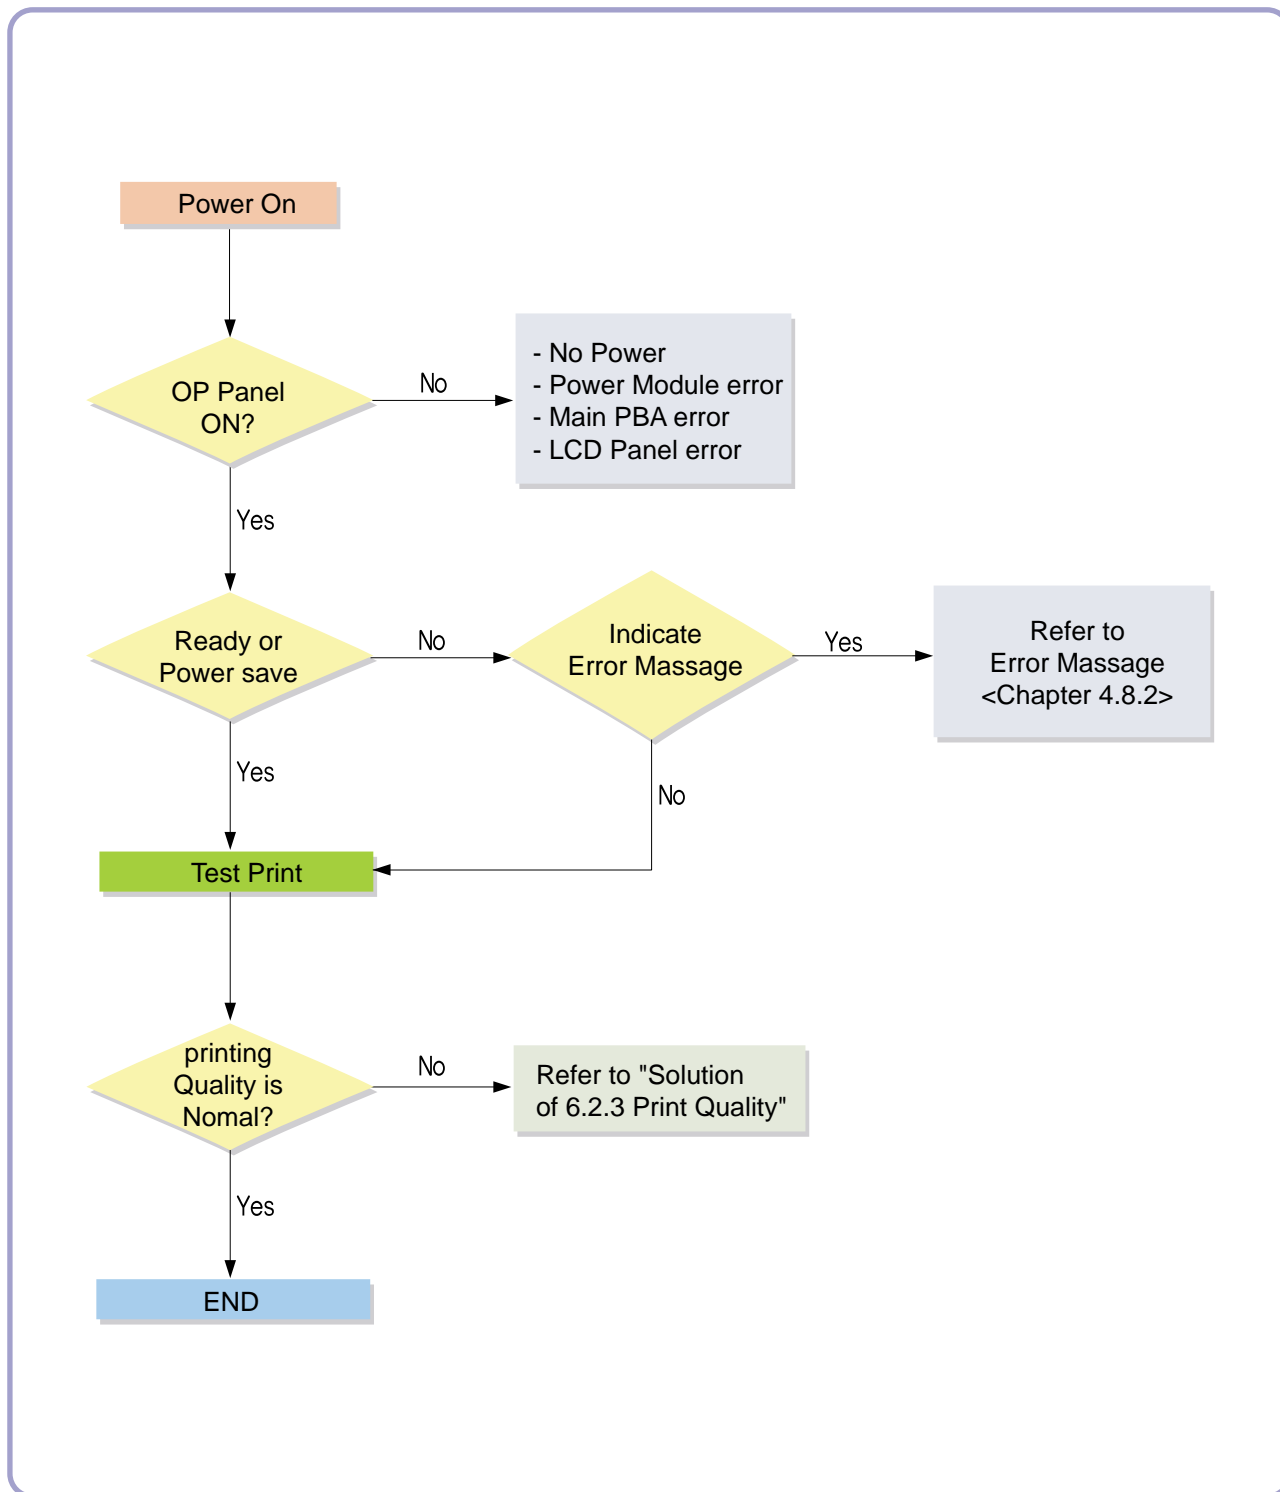 Power On
OP Panel
ON?
No
- No Power
- Power Module error
- Main PBA error
- LCD Panel error
Yes
Ready or
Power save
No
Indicate
Error Massage
Yes
Refer to
Error Massage
<Chapter 4.8.2>
Yes
No
Test Print
printing
Quality is
Nomal?
No
Refer to "Solution
of 6.2.3 Print Quality"
Yes
END